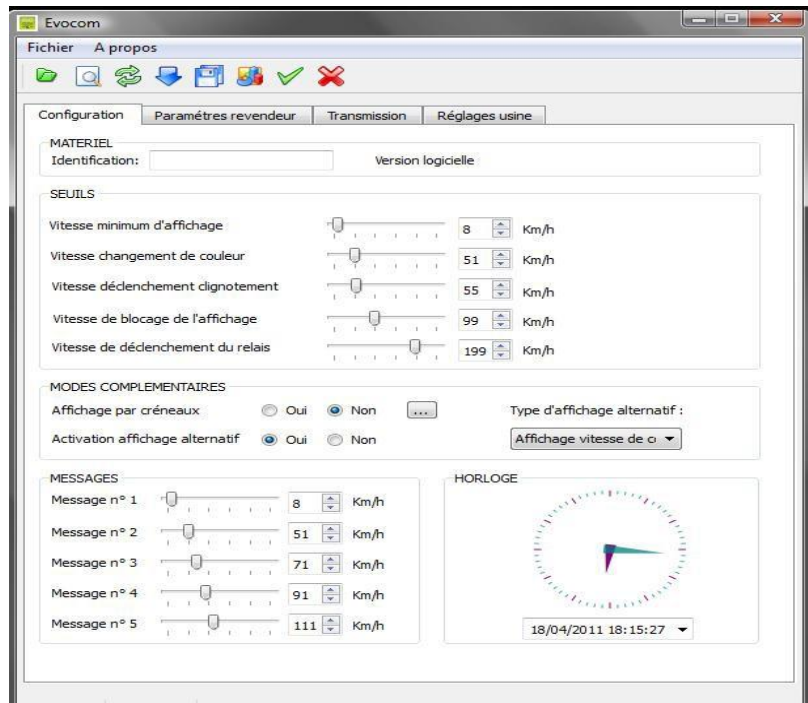 Evocom
Fichier A propos
Configuration Paramétres revendeur Transmission Réglages usine
MATERIEL
Identification: Version logicielle
SEUILS
Vitesse minimum d'affichage 8 Km/h
Vitesse changement de couleur 51 Km/h
Vitesse déclenchement clignotement 55 Km/h
Vitesse de blocage de l'affichage 99 Km/h
Vitesse de déclenchement du relais 199 Km/h
MODES COMPLEMENTAIRES
Affichage par créneaux Oui Non ... Type d'affichage alternatif :
Activation affichage alternatif Oui Non Affichage vitesse de
MESSAGES HORLOGE
Message n° 1 8 Km/h
Message n° 2 51 Km/h
Message n° 3 71 Km/h
Message n° 4 91 Km/h
Message n° 5 111 Km/h
18/04/2011 18:15:27